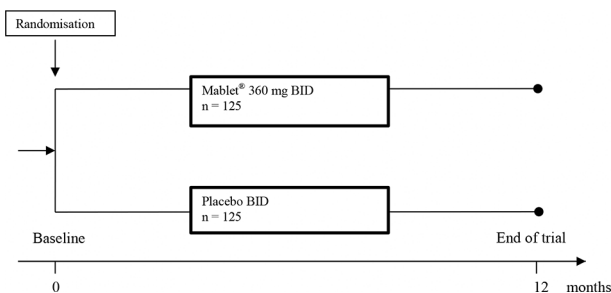 Randomisation
Mablet® 360 mg BID
n = 125
Placebo BID
n = 125
Baseline
End of trial
0
12
months